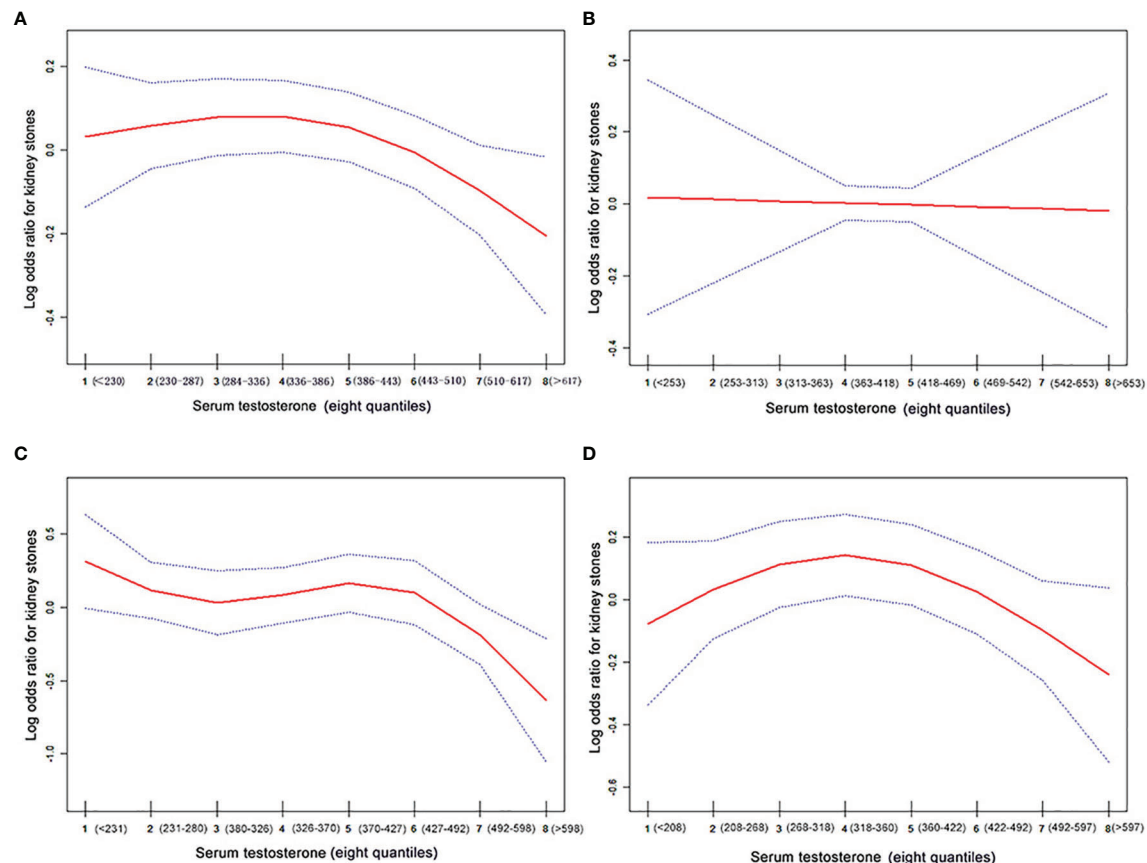 A
Log odds ratio for kidney stones
0.2
0.0
-0.2
-0.4
1 (<230) 2 (230-287) 3 (284-336) 4 (336-386) 5 (386-443) 6 (443-510) 7 (510-617) 8 (>617)
Serum testosterone (eight quantiles)
B
Log odds ratio for kidney stones
0.4
0.2
0.0
-0.2
-0.4
1 (<253) 2 (253-313) 3 (313-363) 4 (363-418) 5 (418-469) 6 (469-542) 7 (542-653) 8 (>653)
Serum testosterone (eight quantiles)
C
Log odds ratio for kidney stones
0.5
0.0
-0.5
-1.0
1 (<231) 2 (231-280) 3 (380-326) 4 (326-370) 5 (370-427) 6 (427-492) 7 (492-598) 8 (>598)
Serum testosterone (eight quantiles)
D
Log odds ratio for kidney stones
0.2
0.0
-0.2
-0.4
-0.6
1 (<208) 2 (208-268) 3 (268-318) 4 (318-360) 5 (360-422) 6 (422-492) 7 (492-597) 8 (>597)
Serum testosterone (eight quantiles)